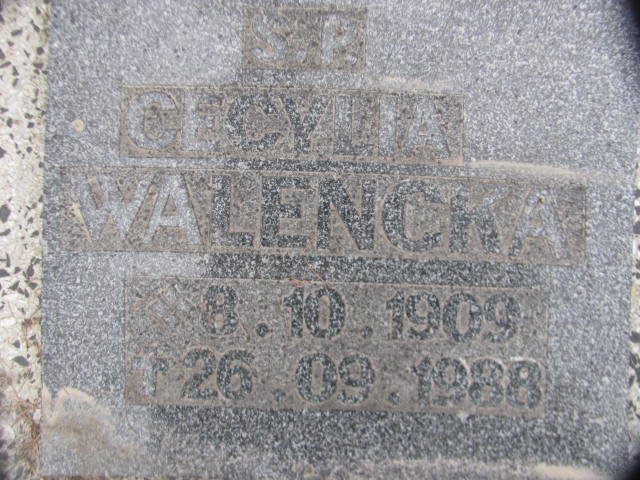 S.P.
CECYLIA
WALENCKA
* 8.10.1909
† 26.09.1988